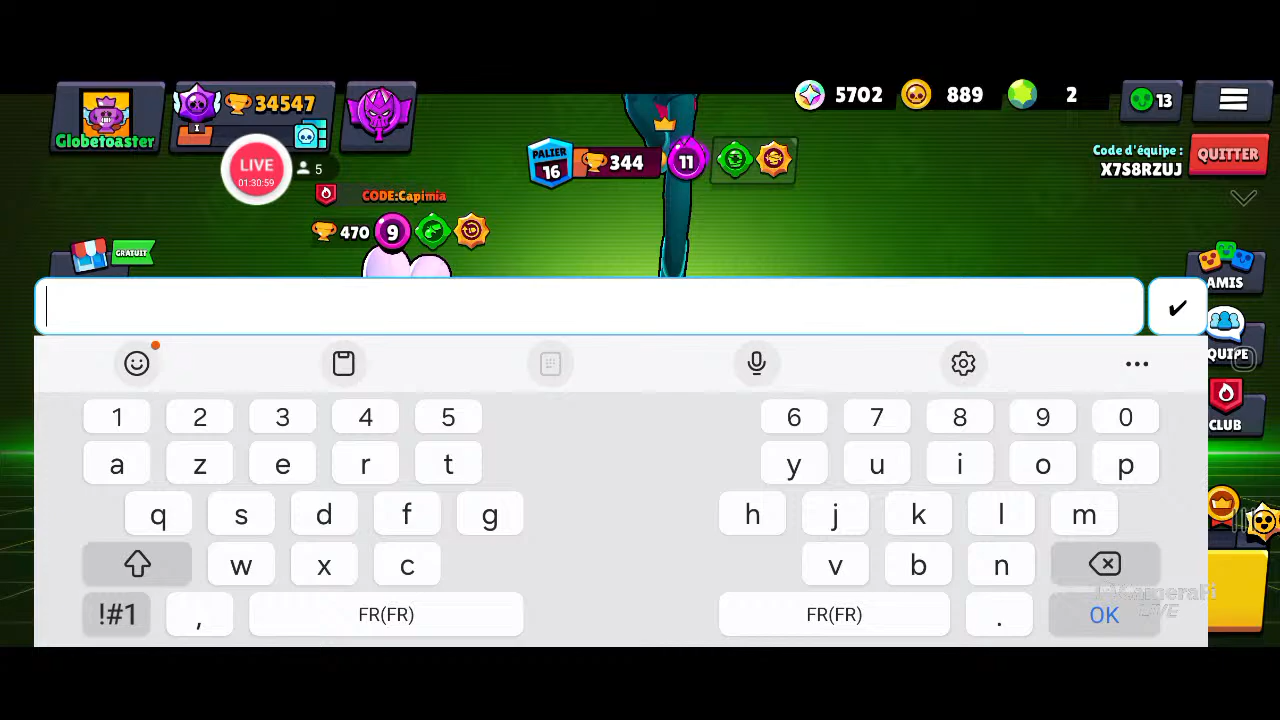 34547
Globetoaster
I
LIVE
01:30:59
5
CODE:Capimia
470 9
GRATUIT
PALIER
16
344
11
5702
889
2
13
Code d'équipe :
X7S8RZUJ
QUITTER
AMIS
QUIPE
CLUB
1 2 3 4 5 6 7 8 9 0
a z e r t y u i o p
q s d f g h j k l m
w x c v b n
!#1 , FR(FR) FR(FR) . OK
CameraFi
LIVE